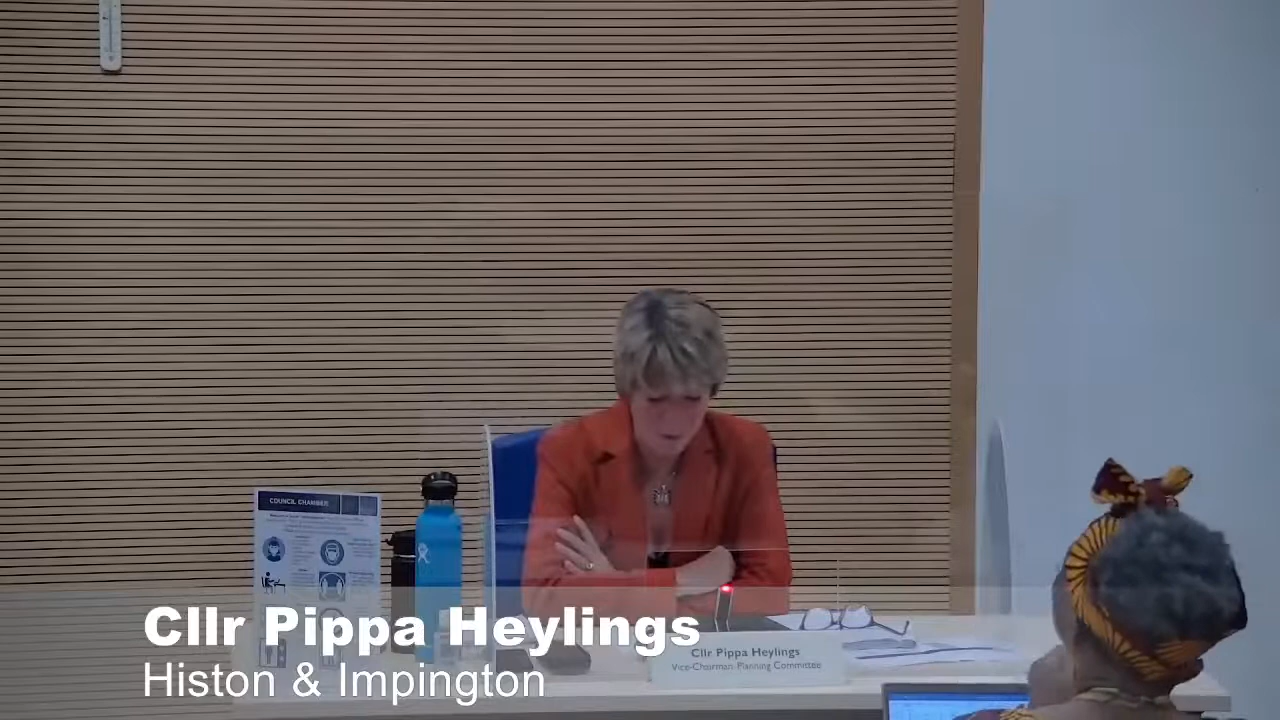 COUNCIL CHAMBER
Cllr Pippa Heylings
Histon & Impington
Cllr Pippa Heylings
Vice-Chairman Planning Committee